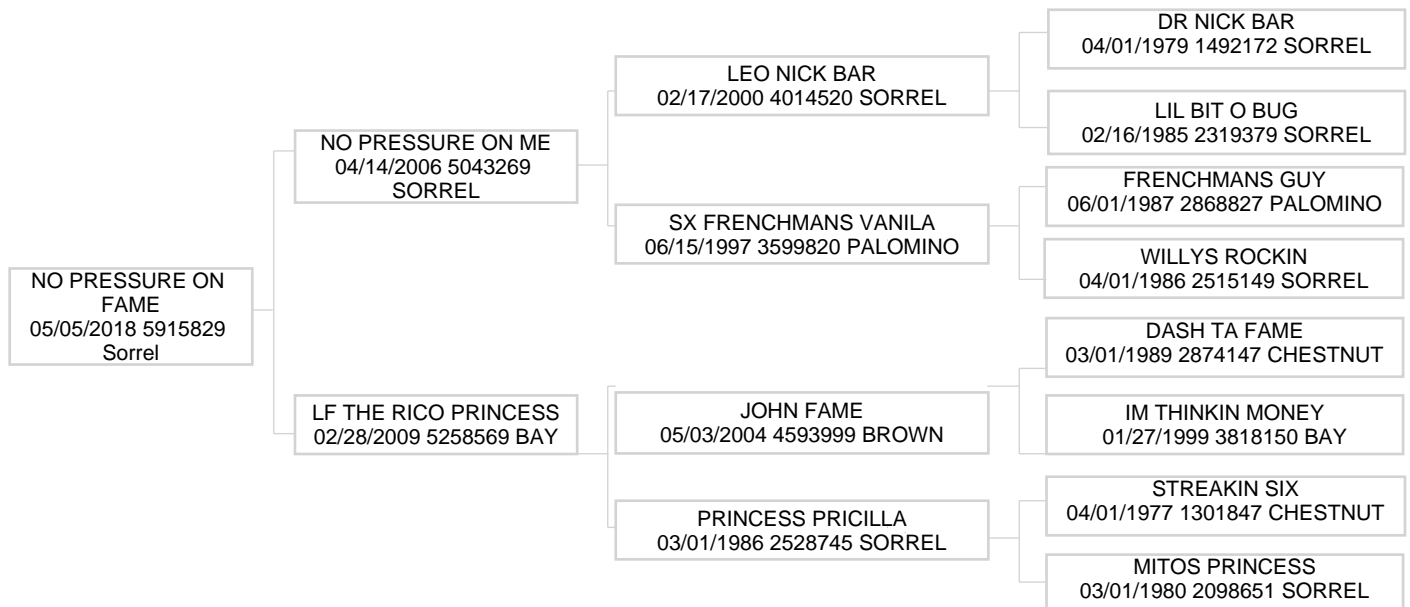 NO PRESSURE ON
FAME
05/05/2018 5915829
Sorrel
NO PRESSURE ON ME
04/14/2006 5043269
SORREL
LF THE RICO PRINCESS
02/28/2009 5258569 BAY
LEO NICK BAR
02/17/2000 4014520 SORREL
SX FRENCHMANS VANILA
06/15/1997 3599820 PALOMINO
JOHN FAME
05/03/2004 4593999 BROWN
PRINCESS PRICILLA
03/01/1986 2528745 SORREL
DR NICK BAR
04/01/1979 1492172 SORREL
LIL BIT O BUG
02/16/1985 2319379 SORREL
FRENCHMANS GUY
06/01/1987 2868827 PALOMINO
WILLYS ROCKIN
04/01/1986 2515149 SORREL
DASH TA FAME
03/01/1989 2874147 CHESTNUT
IM THINKIN MONEY
01/27/1999 3818150 BAY
STREAKIN SIX
04/01/1977 1301847 CHESTNUT
MITOS PRINCESS
03/01/1980 2098651 SORREL